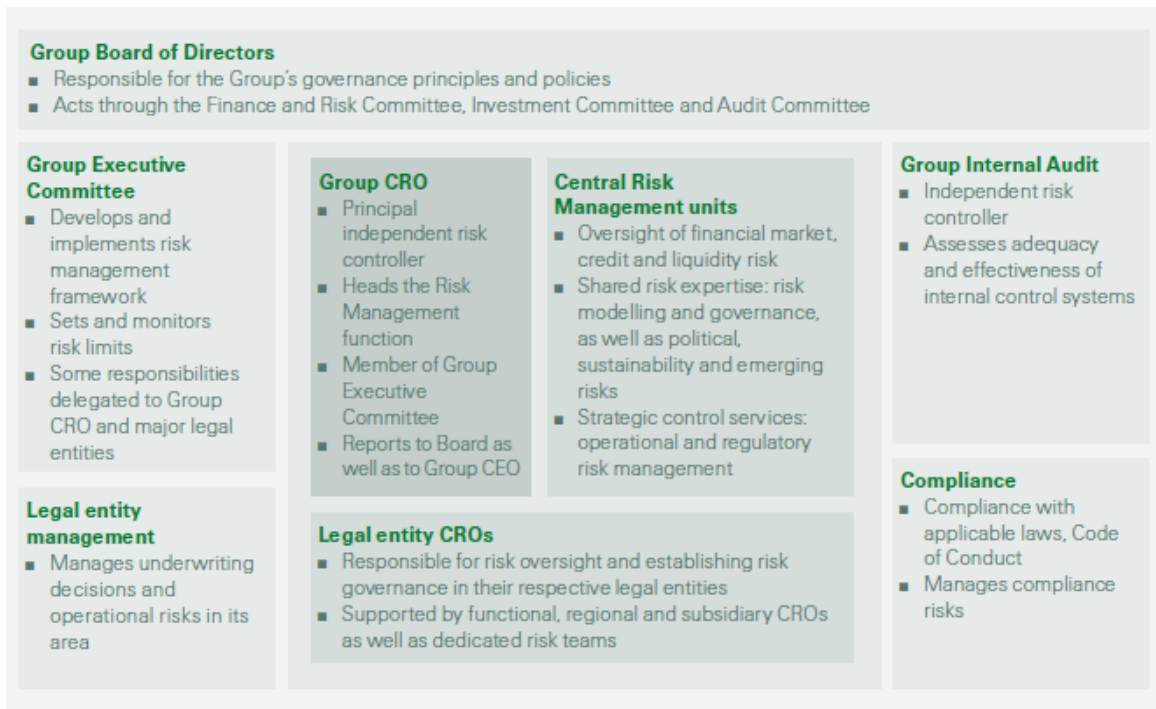 Group Board of Directors
■ Responsible for the Group's governance principles and policies
■ Acts through the Finance and Risk Committee, Investment Committee and Audit Committee
Group Executive
Committee
■ Develops and
implements risk
management
framework
■ Sets and monitors
risk limits
■ Some responsibilities
delegated to Group
CRO and major legal
entities
Legal entity
management
■ Manages underwriting
decisions and
operational risks in its
area
Group CRO
■ Principal
independent risk
controller
■ Heads the Risk
Management
function
■ Member of Group
Executive
Committee
■ Reports to Board as
well as to Group CEO
Central Risk
Management units
■ Oversight of financial market,
credit and liquidity risk
■ Shared risk expertise: risk
modelling and governance,
as well as political,
sustainability and emerging
risks
■ Strategic control services:
operational and regulatory
risk management
Legal entity CROs
■ Responsible for risk oversight and establishing risk
governance in their respective legal entities
■ Supported by functional, regional and subsidiary CROs
as well as dedicated risk teams
Group Internal Audit
■ Independent risk
controller
■ Assesses adequacy
and effectiveness of
internal control systems
Compliance
■ Compliance with
applicable laws, Code
of Conduct
■ Manages compliance
risks